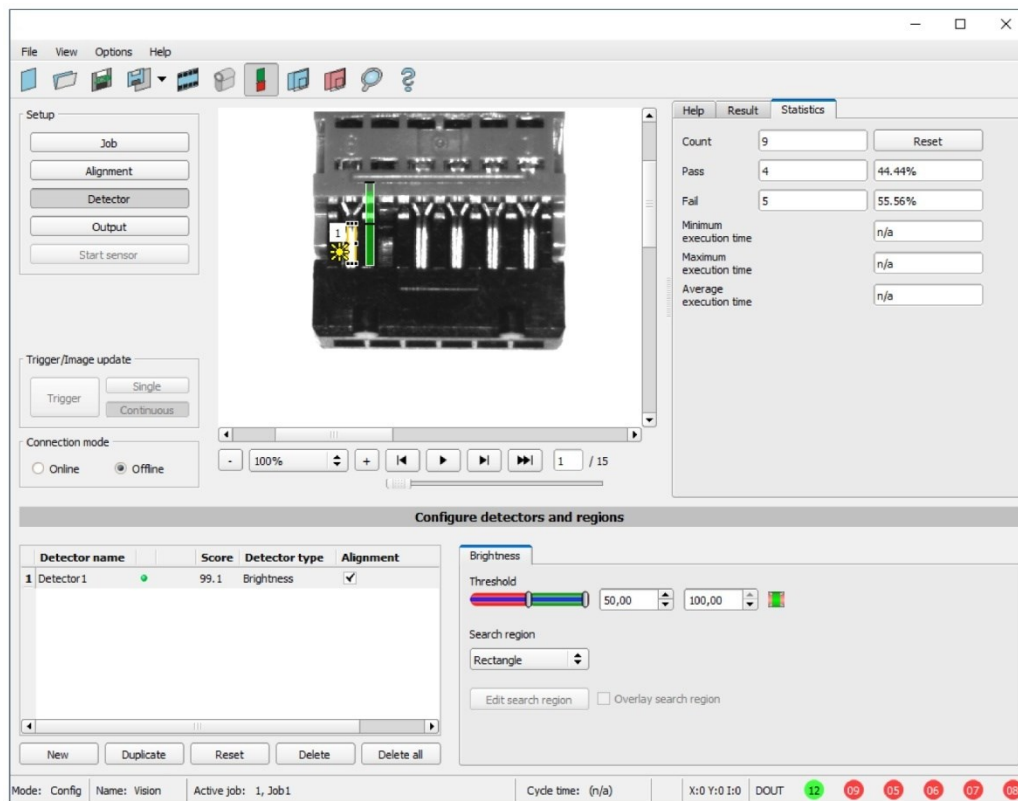 File View Options Help
Setup
Job
Alignment
Detector
Output
Start sensor
Trigger/Image update
Trigger
Single
Continuous
Connection mode
Online Offline
1
- 100% + 1 / 15
Help Result Statistics
Count 9 Reset
Pass 4 44.44%
Fail 5 55.56%
Minimum
execution time n/a
Maximum
execution time n/a
Average
execution time n/a
Configure detectors and regions
Detector name Score Detector type Alignment
1 Detector1 99.1 Brightness
New Duplicate Reset Delete Delete all
Brightness
Threshold
50,00 100,00
Search region
Rectangle
Edit search region Overlay search region
Mode: Config Name: Vision Active job: 1, Job1 Cycle time: (n/a) X:0 Y:0 I:0 DOUT 12 09 05 06 07 08